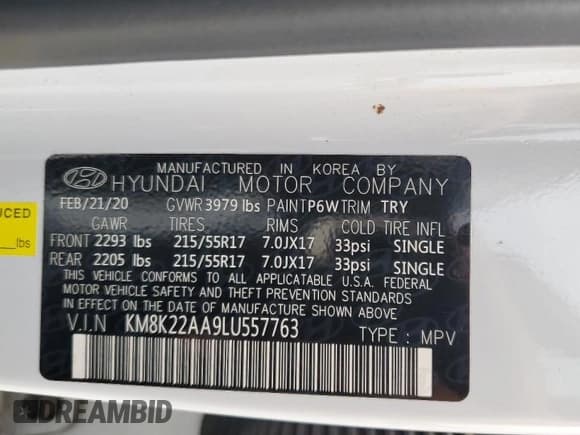 MANUFACTURED IN KOREA BY
HYUNDAI MOTOR COMPANY
FEB/21/20 GVWR 3979 lbs PAINT P6W TRIM TRY
GAWR TIRES RIMS COLD TIRE INFL
FRONT 2293 lbs 215/55R17 7.0JX17 33psi SINGLE
REAR 2205 lbs 215/55R17 7.0JX17 33psi SINGLE
THIS VEHICLE CONFORMS TO ALL APPLICATABLE U.S.A. FEDERAL
MOTOR VEHICLE SAFETY AND THEFT PREVENTION STANDARDS
IN EFFECT ON THE DATE OF MANUFACTURE SHOWN ABOVE
V.I.N KM8K22AA9LU557763 TYPE : MPV
UCED
lbs
DREAMBID